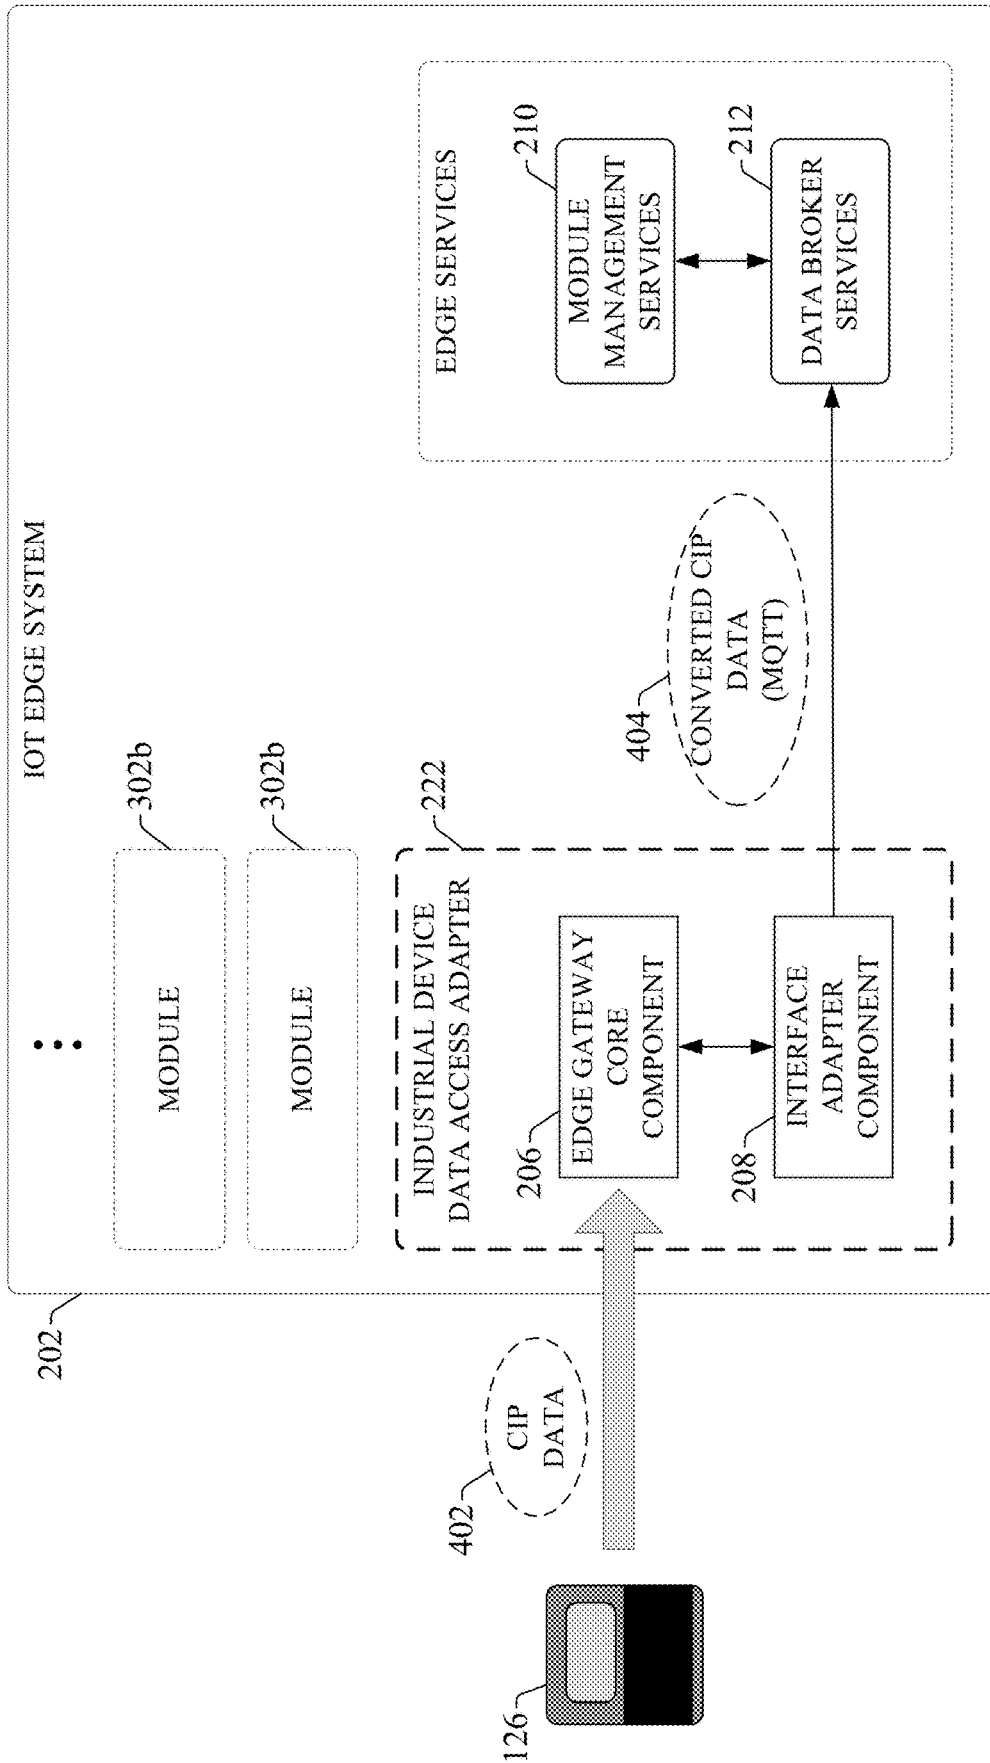 IOT EDGE SYSTEM
202
MODULE
302b
MODULE
302b
INDUSTRIAL DEVICE
DATA ACCESS ADAPTER
222
206
EDGE GATEWAY
CORE
COMPONENT
208
INTERFACE
ADAPTER
COMPONENT
126
402
CIP
DATA
404
CONVERTED CIP
DATA
(MQTT)
EDGE SERVICES
210
MODULE
MANAGEMENT
SERVICES
212
DATA BROKER
SERVICES